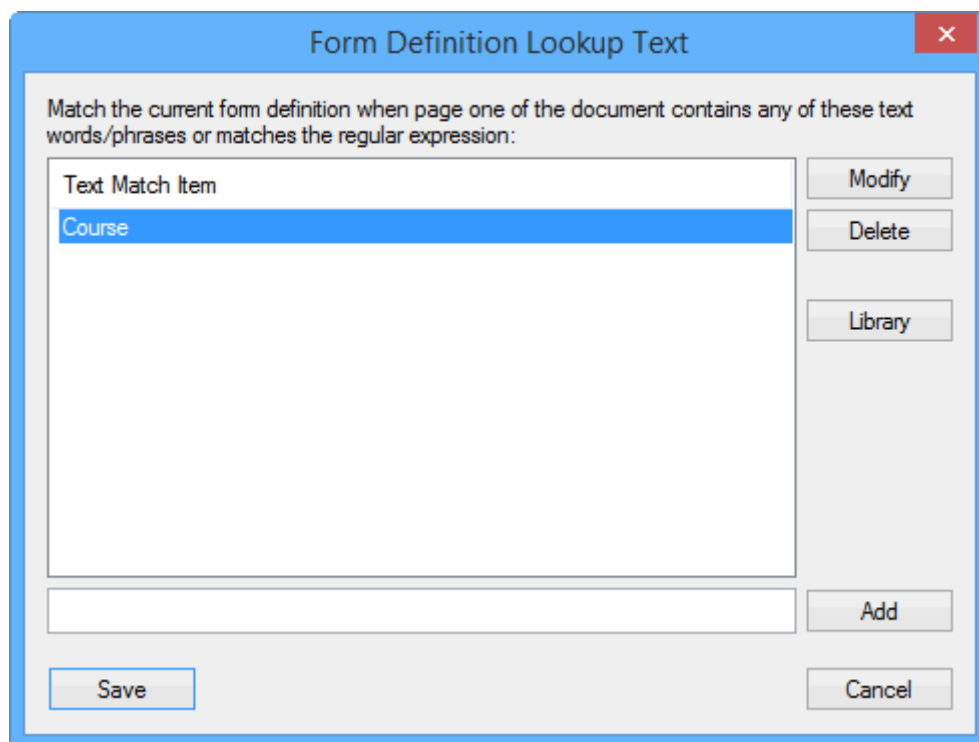 Form Definition Lookup Text
Match the current form definition when page one of the document contains any of these text
words/phrases or matches the regular expression:
Text Match Item
Modify
Course
Delete
Library
Add
Save
Cancel